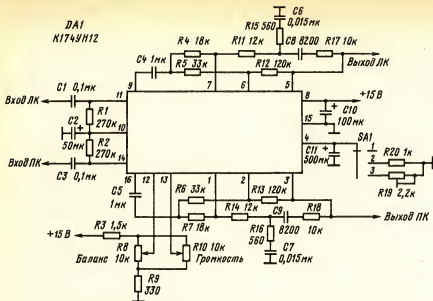 DA1
К174УН12
C6
0,015мк
R15 560
R4 18к
R11 12к
C8 8200
R17 10к
C4 1мк
R5 33к
R12 120к
Выход ЛК
9
7
6
5
C1 0,1мк
Вход ЛК
11
8
+15 В
R1
270к
C10
100мк
15
C2
50мк
10
4
R2
270к
C11
500мк
SA1
Вход ПК
14
1
2
3
R20 1к
C3 0,1мк
R19 2,2к
16
12
13
1
2
3
C5
1мк
R6 33к
R13 120к
R14 12к
C9
8200
R18
10к
R7 18к
Выход ПК
R3 1,5к
R16
560
+15 В
R8
10к
R10 10к
C7
0,015мк
Баланс
Громкость
R9
330